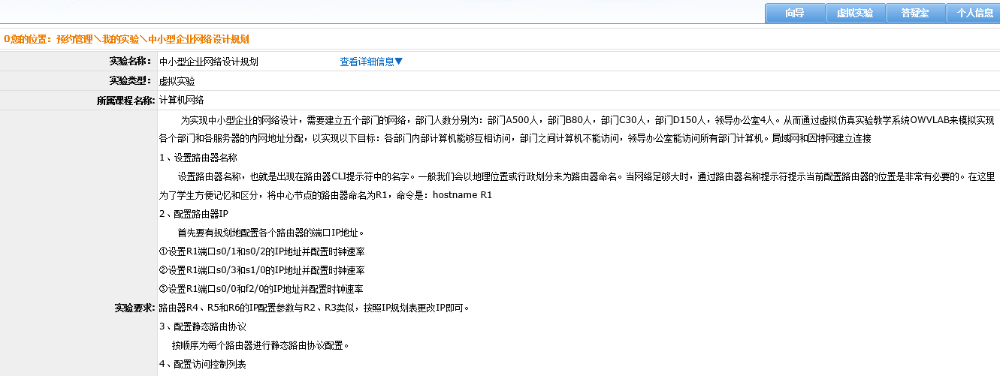 向导 虚拟实验 答疑室 个人信息
O您的位置：预约管理＼我的实验＼中小型企业网络设计规划
实验名称： 中小型企业网络设计规划 查看详细信息▼
实验类型： 虚拟实验
所属课程名称: 计算机网络
为实现中小型企业的网络设计，需要建立五个部门的网络，部门人数分别为：部门A500人，部门B80人，部门C30人，部门D150人，领导办公室4人。从而通过虚拟仿真实验教学系统OWVLAB来模拟实现
各个部门和各服务器的内网地址分配，以实现以下目标：各部门内部计算机能够互相访问，部门之间计算机不能访问，领导办公室能访问所有部门计算机。局域网和因特网建立连接
1、设置路由器名称
设置路由器名称，也就是出现在路由器CLI提示符中的名字。一般我们会以地理位置或行政划分来为路由器命名。当网络足够大时，通过路由器名称提示符提示当前配置路由器的位置是非常有必要的。在这里
为了学生方便记忆和区分，将中心节点的路由器命名为R1，命令是：hostname R1
2、配置路由器IP
首先要有规划地配置各个路由器的端口IP地址。
①设置R1端口s0/1和s0/2的IP地址并配置时钟速率
②设置R1端口s0/3和s1/0的IP地址并配置时钟速率
③设置R1端口s0/0和f2/0的IP地址并配置时钟速率
实验要求: 路由器R4、R5和R6的IP配置参数与R2、R3类似，按照IP规划表更改IP即可。
3、配置静态路由协议
按顺序为每个路由器进行静态路由协议配置。
4、配置访问控制列表